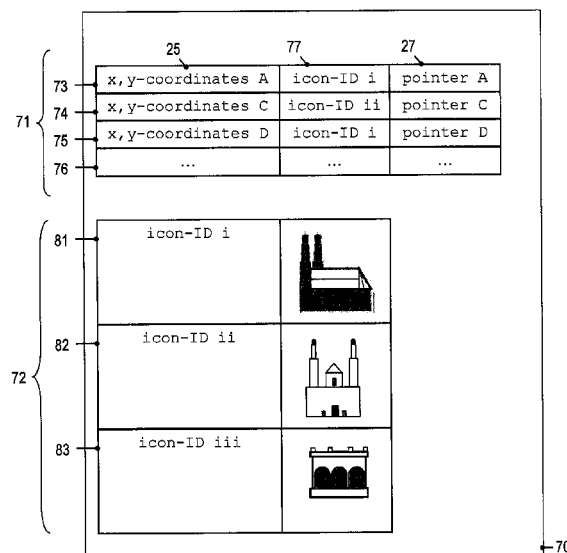 25 77 27
73 x,y-coordinates A icon-ID i pointer A
74 x,y-coordinates C icon-ID ii pointer C
71
75 x,y-coordinates D icon-ID i pointer D
76 ... ... ...
81 icon-ID i
82 icon-ID ii
72
83 icon-ID iii
70